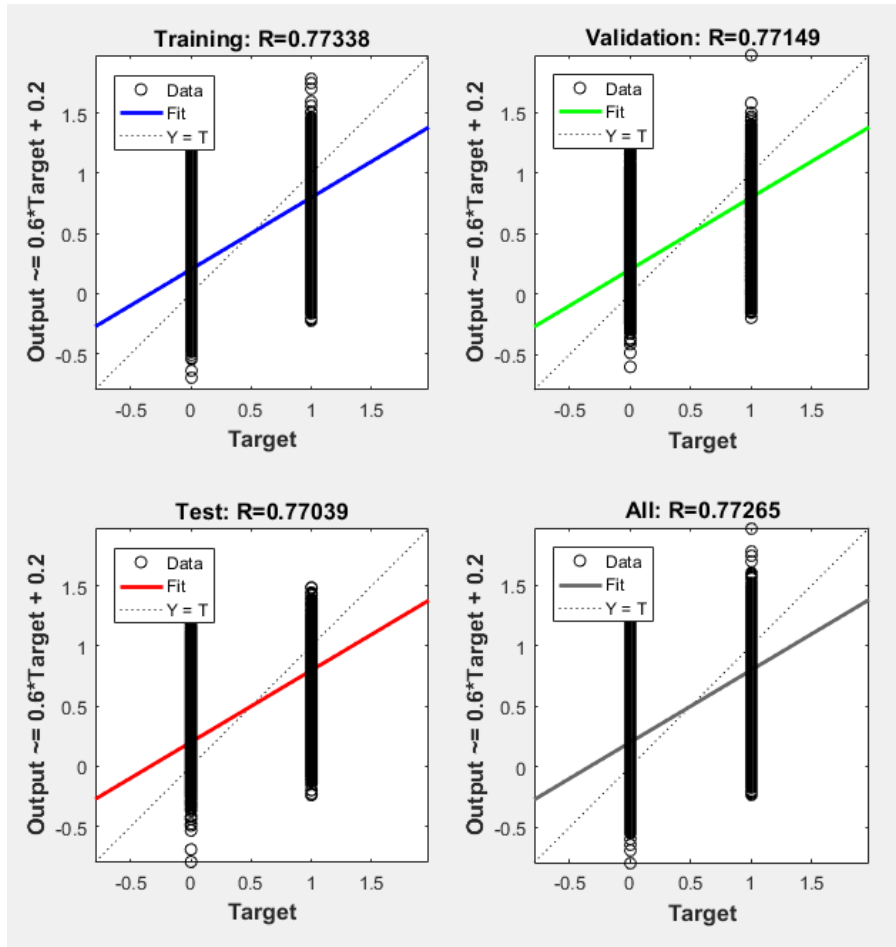 Training: R=0.77338
Output ~= 0.6*Target + 0.2
Data
Fit
Y = T
1.5
1
0.5
0
-0.5
-0.5 0 0.5 1 1.5
Target
Validation: R=0.77149
Output ~= 0.6*Target + 0.2
Data
Fit
Y = T
1.5
1
0.5
0
-0.5
-0.5 0 0.5 1 1.5
Target
Test: R=0.77039
Output ~= 0.6*Target + 0.2
Data
Fit
Y = T
1.5
1
0.5
0
-0.5
-0.5 0 0.5 1 1.5
Target
All: R=0.77265
Output ~= 0.6*Target + 0.2
Data
Fit
Y = T
1.5
1
0.5
0
-0.5
-0.5 0 0.5 1 1.5
Target